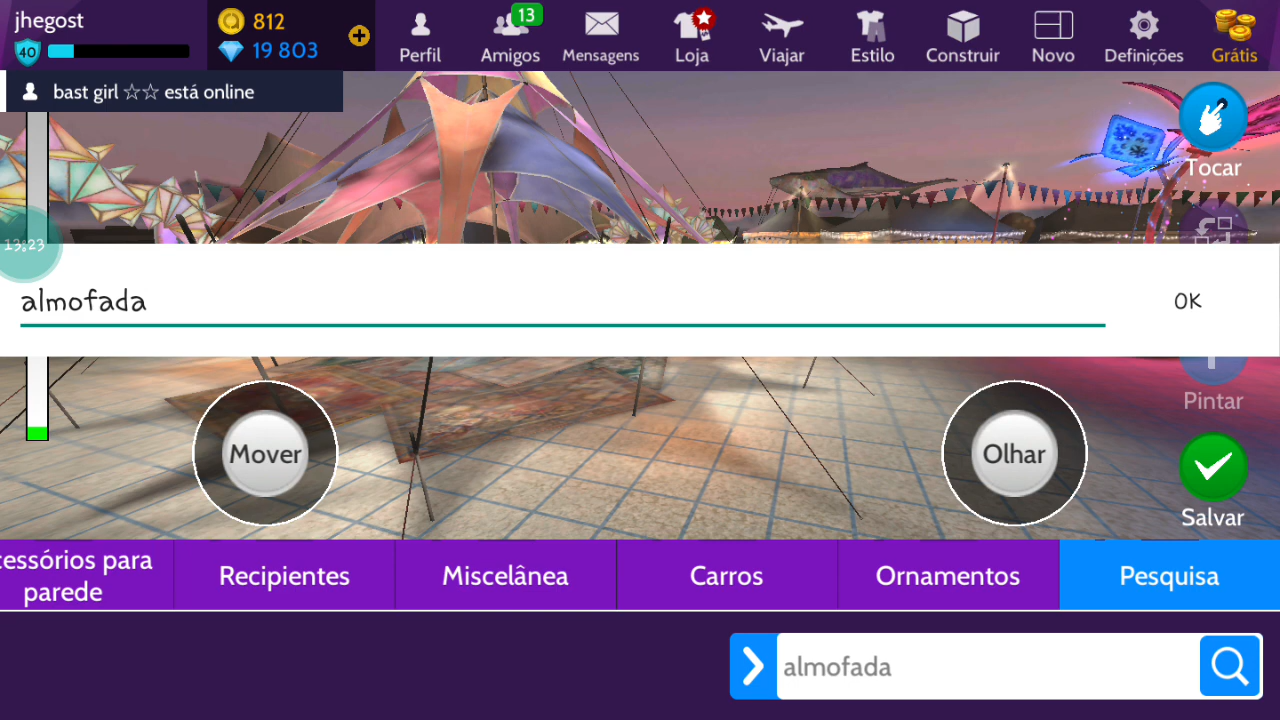 jhegost
40
812
19 803
Perfil
13
Amigos
Mensagens
Loja
Viajar
Estilo
Construir
Novo
Definições
Grátis
bast girl ☆☆ está online
Tocar
13:23
almofada
OK
Pintar
Mover
Olhar
Salvar
cessórios para
parede
Recipientes
Miscelânea
Carros
Ornamentos
Pesquisa
almofada